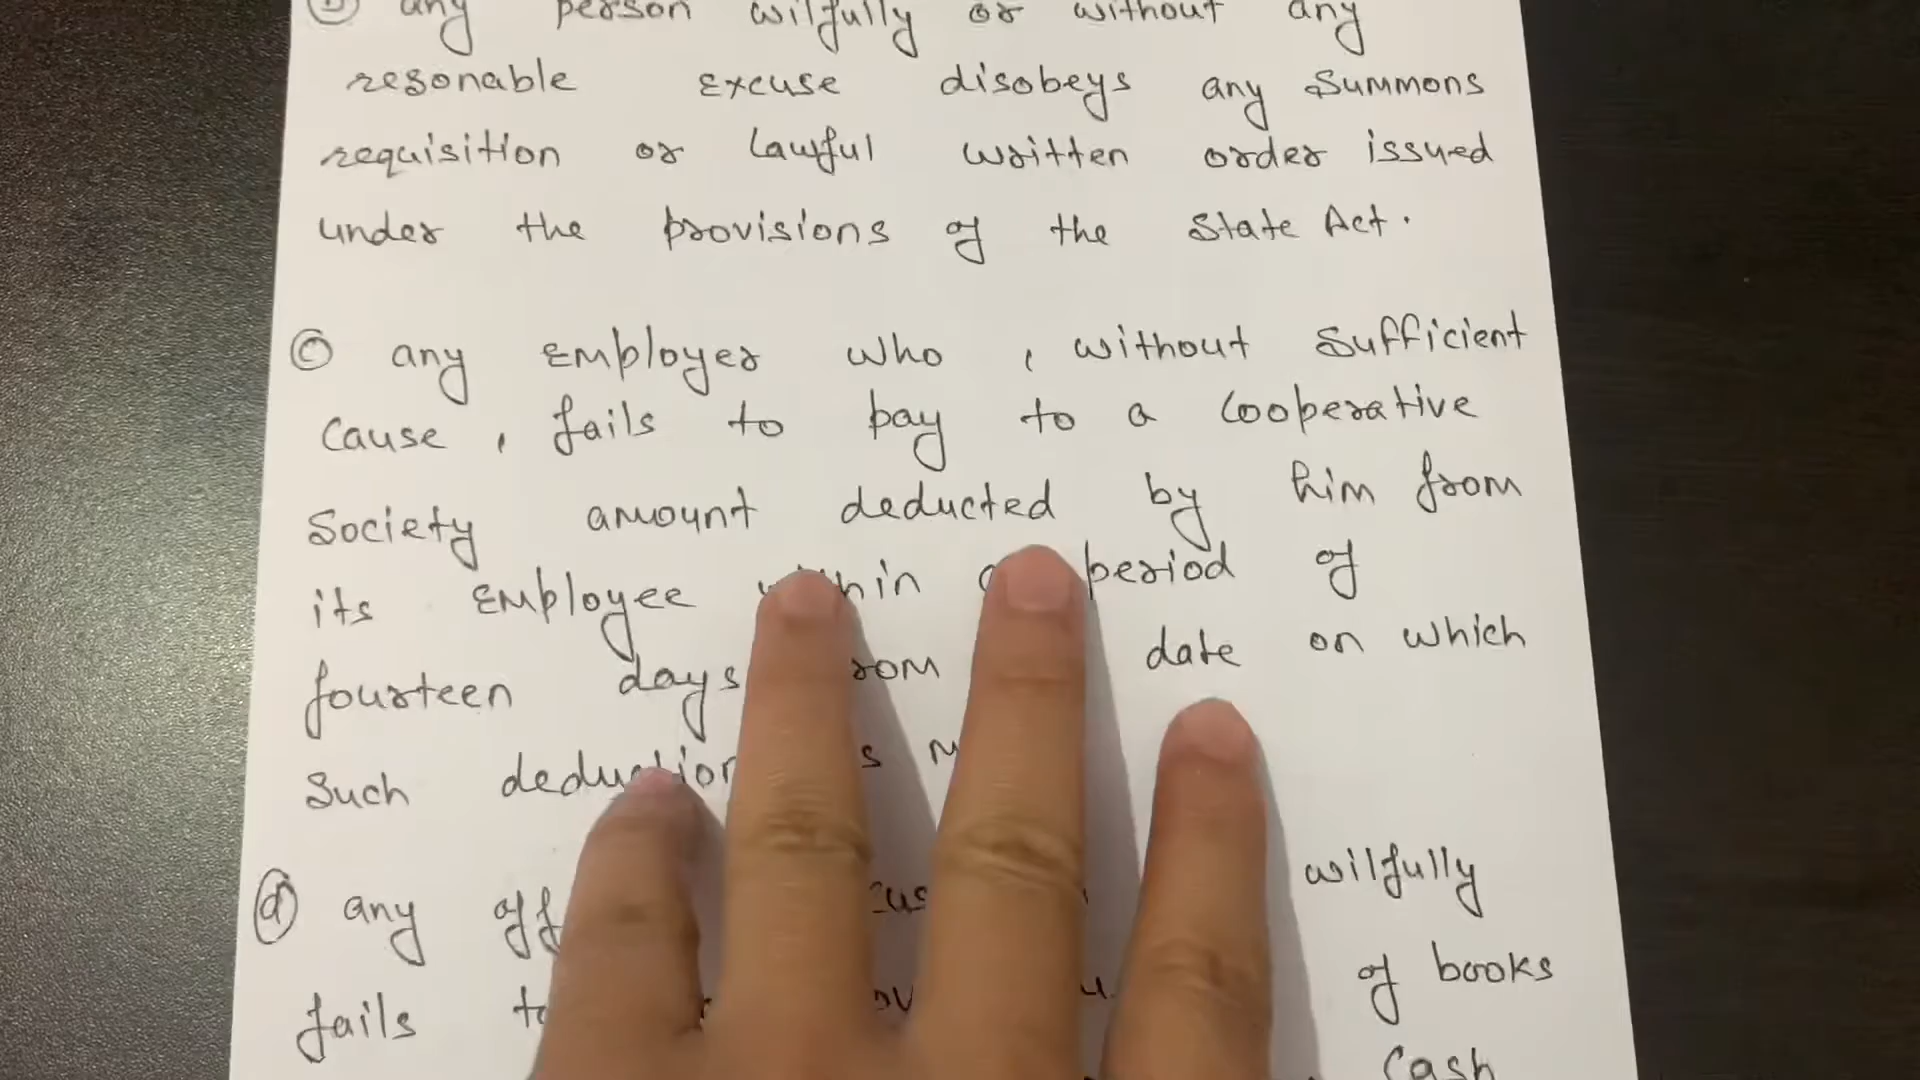 any person wilfully or without any
resonable excuse disobeys any Summons
requisition or lawful written order issued
under the provisions of the State Act.
© any Employer who , without Sufficient
Cause , fails to pay to a Cooperative
Society amount deducted by him from
its Employee period of
fourteen days date on which
Such deduction
ⓓ any wilfully
fails of books
Cash